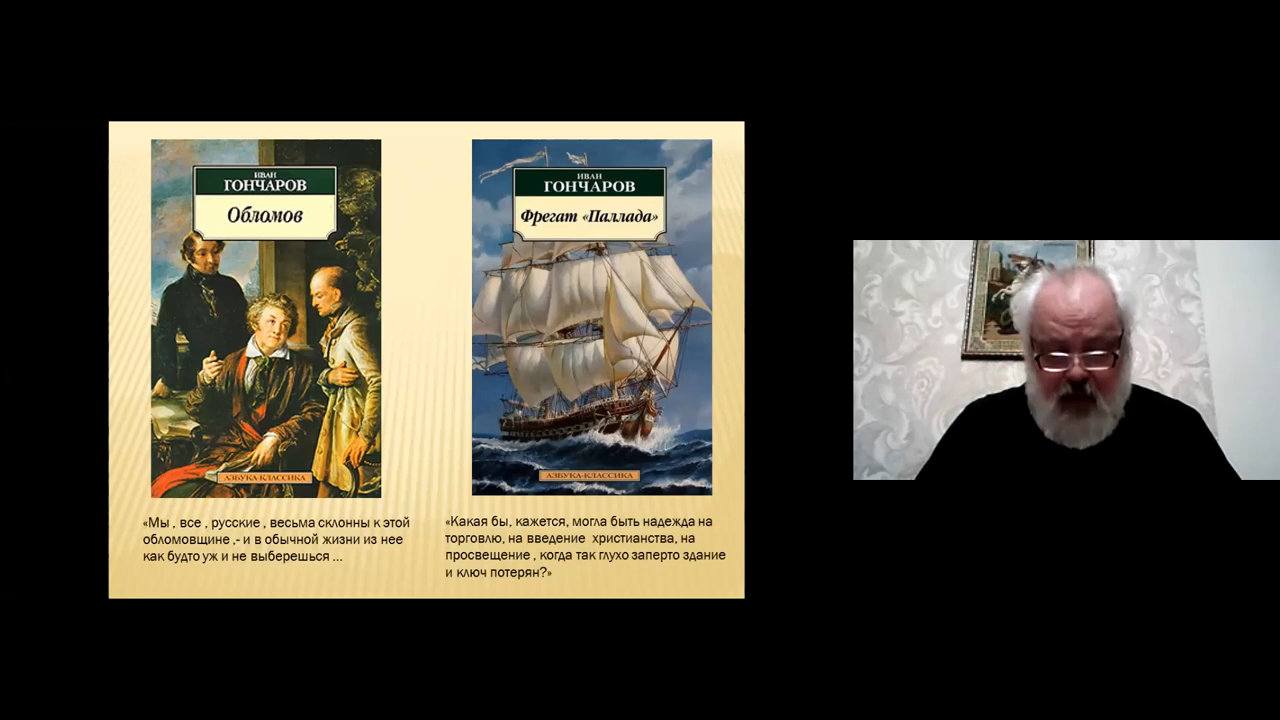 ИВАН
ГОНЧАРОВ
Обломов
АЗБУКА-КЛАССИКА
«Мы , все , русские , весьма склонны к этой
обломовщине ,- и в обычной жизни из нее
как будто уж и не выберешься ...
ИВАН
ГОНЧАРОВ
Фрегат «Паллада»
АЗБУКА-КЛАССИКА
«Какая бы, кажется, могла быть надежда на
торговлю, на введение христианства, на
просвещение , когда так глухо заперто здание
и ключ потерян?»